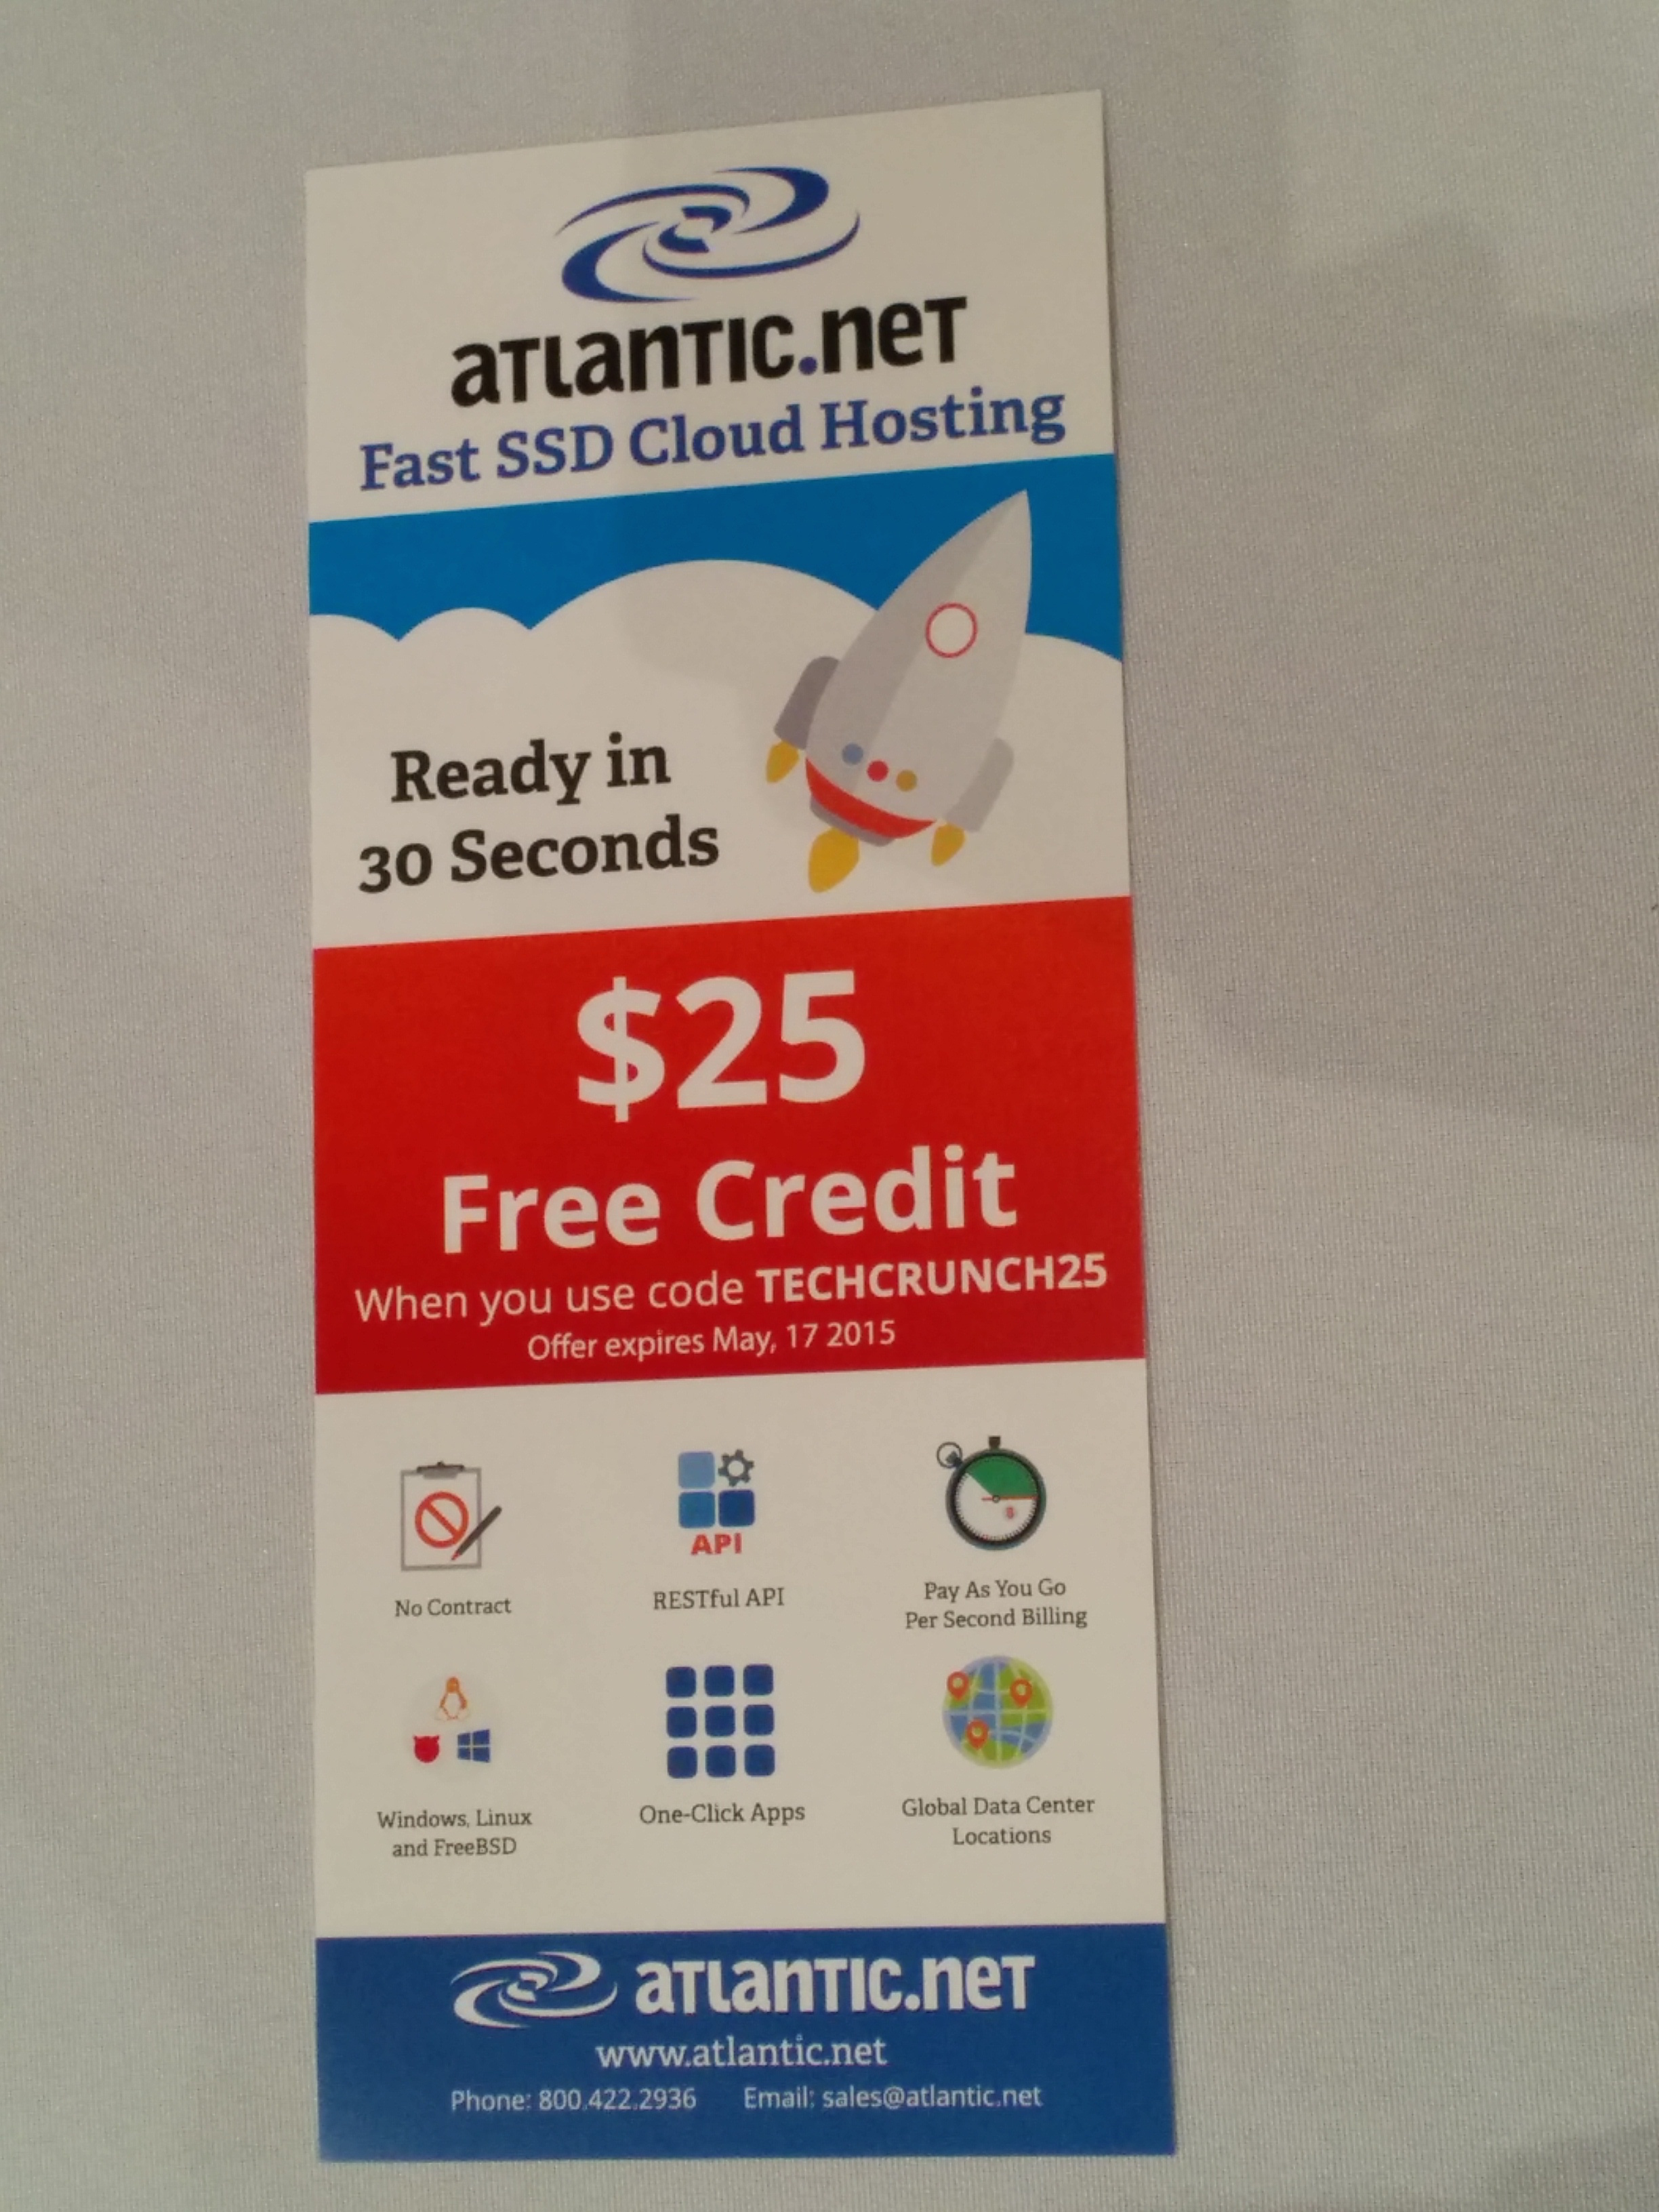 atlantic.net
Fast SSD Cloud Hosting
Ready in
30 Seconds
$25
Free Credit
When you use code TECHCRUNCH25
Offer expires May, 17 2015
API
No Contract
RESTful API
Pay As You Go
Per Second Billing
Windows, Linux
and FreeBSD
One-Click Apps
Global Data Center
Locations
atlantic.net
www.atlantic.net
Phone: 800.422.2936 Email: sales@atlantic.net